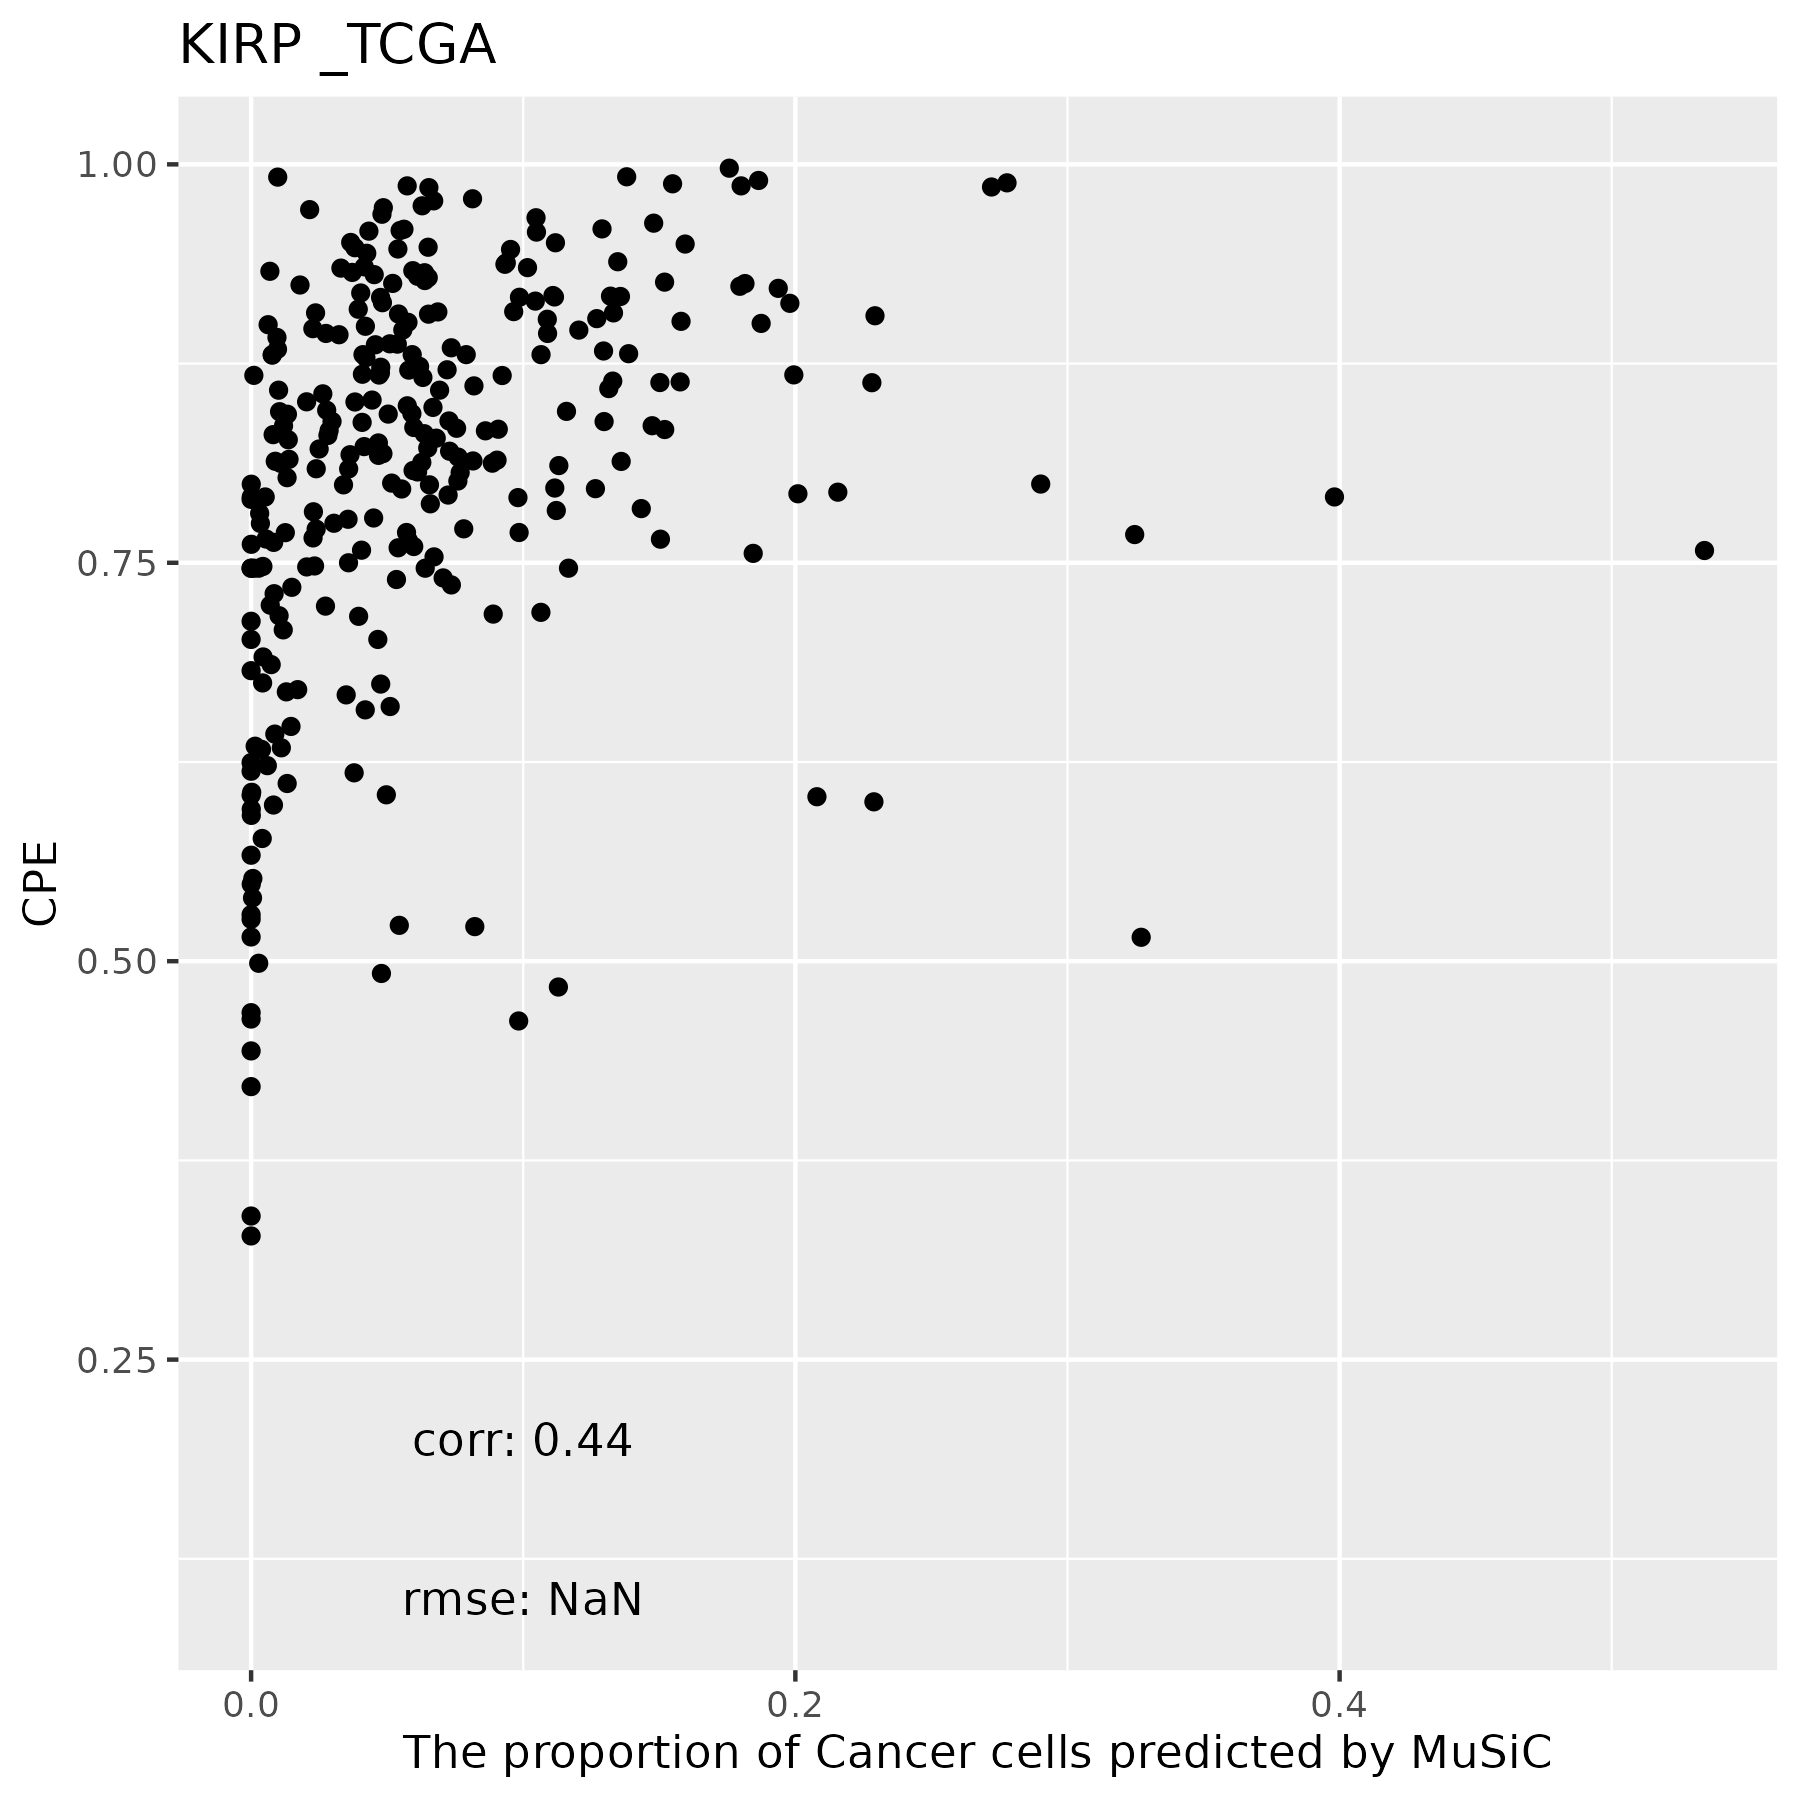 KIRP _TCGA
1.00
0.75
0.50
0.25
CPE
corr: 0.44
rmse: NaN
0.0 0.2 0.4
The proportion of Cancer cells predicted by MuSiC